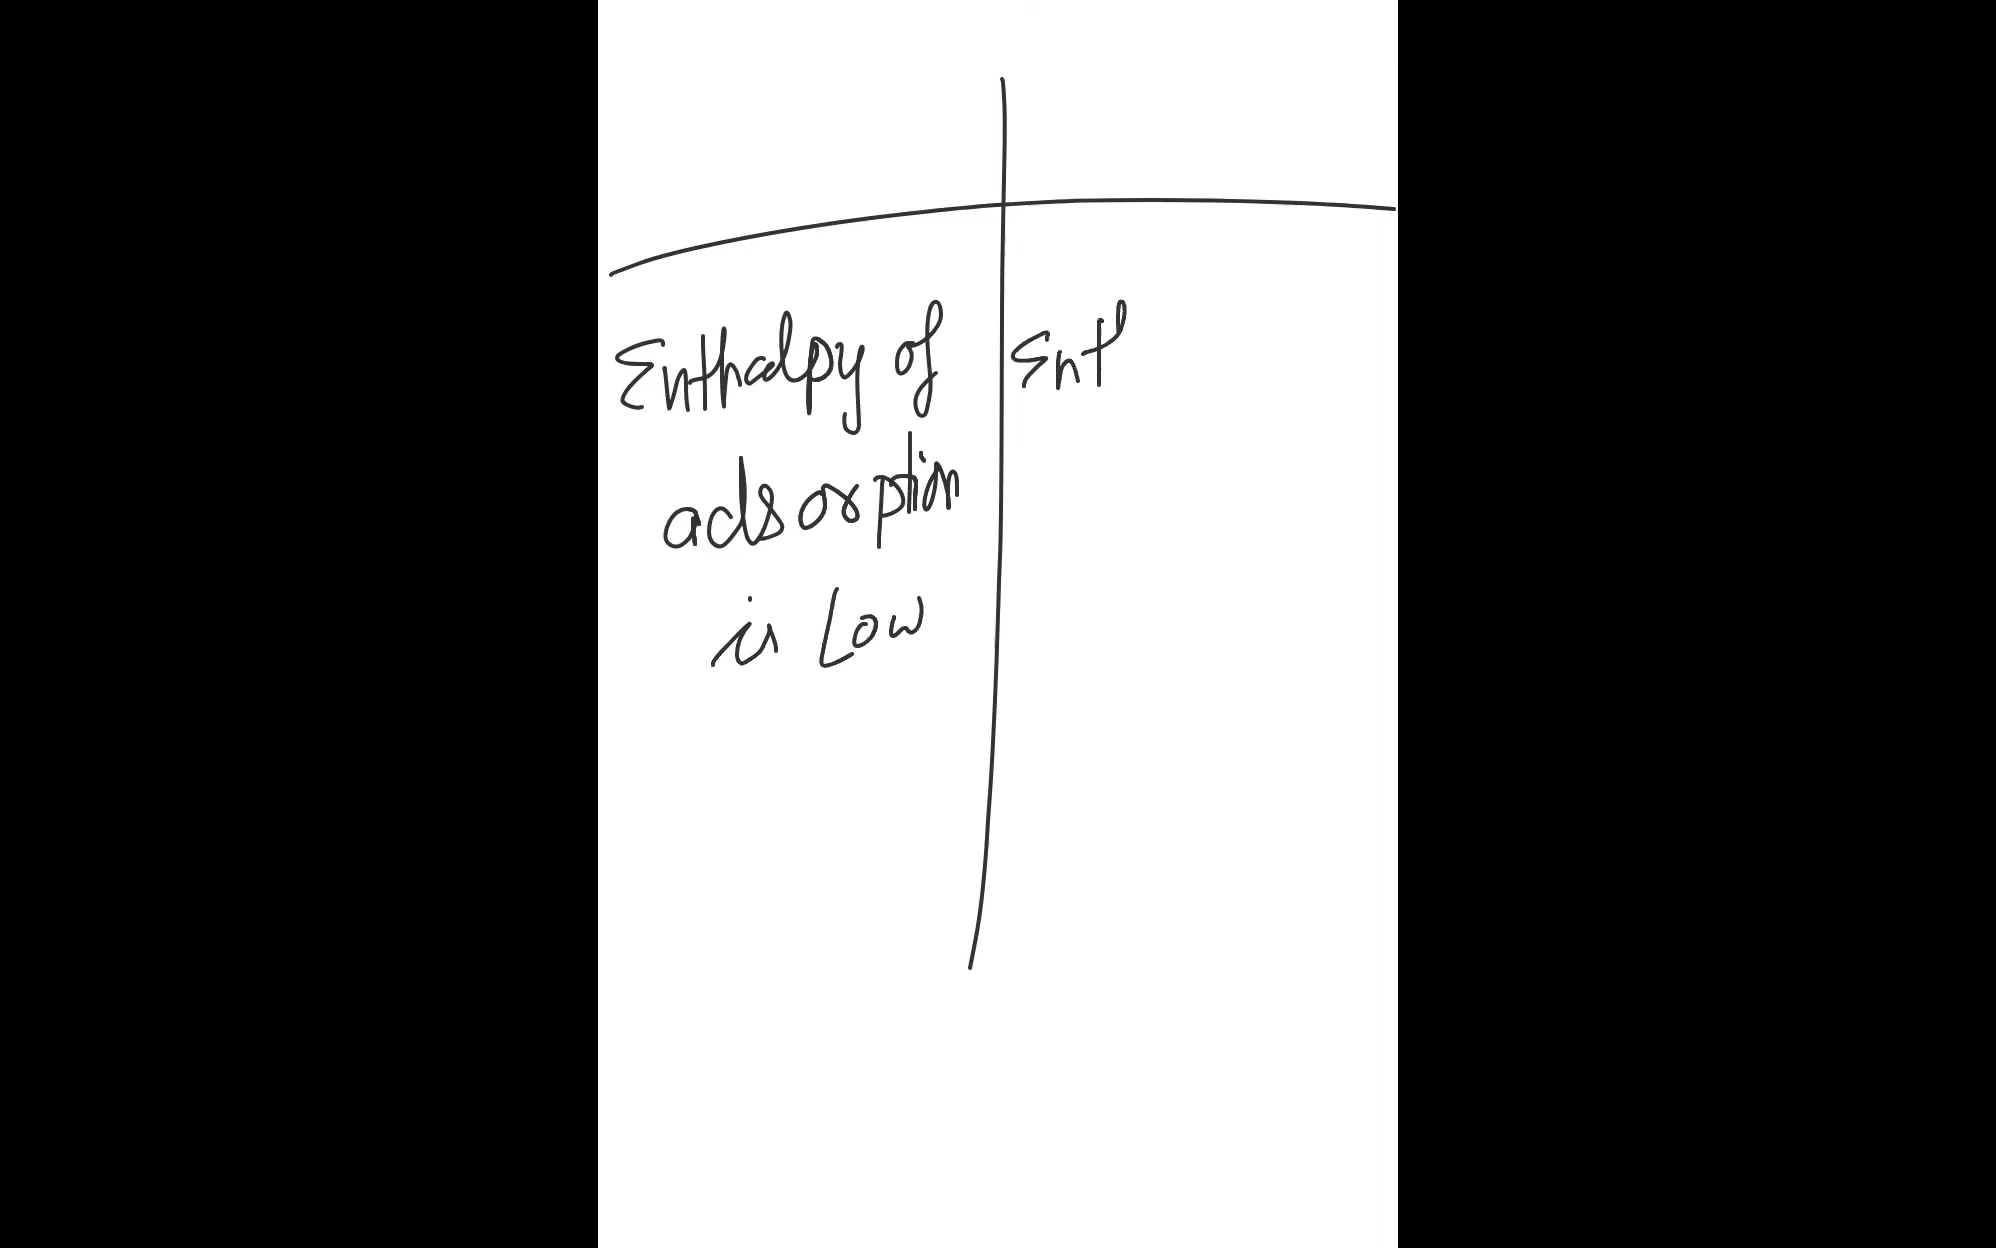 Enthalpy of
adsorption
is Low
Ent